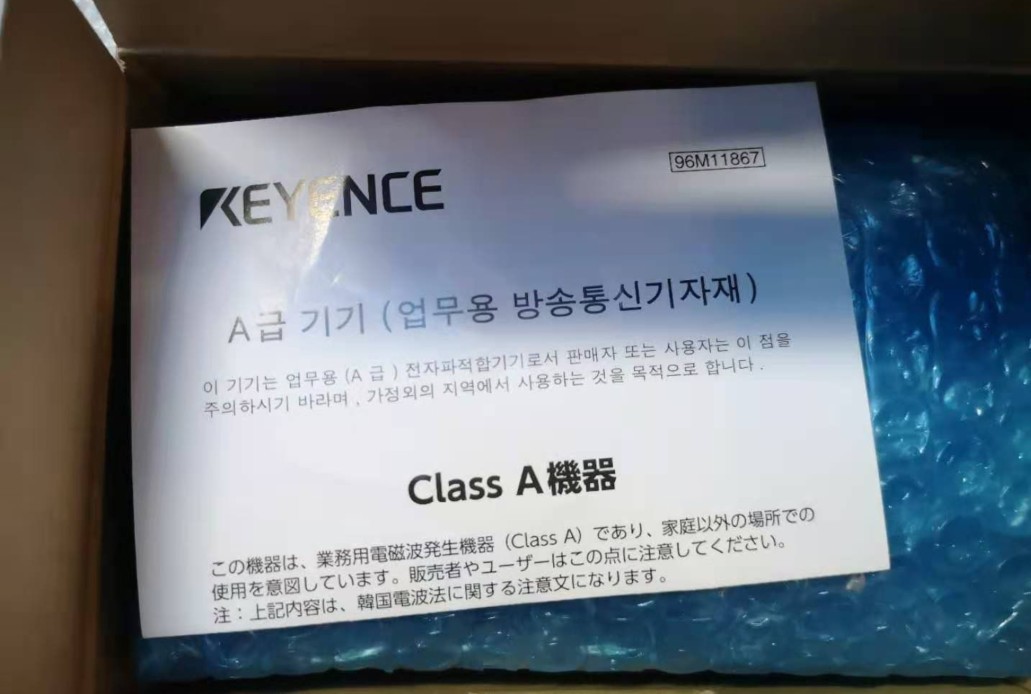 KEYENCE
96M11867
A급 기기 (업무용 방송통신기자재)
이 기기는 업무용 (A 급 ) 전자파적합기기로서 판매자 또는 사용자는 이 점을
주의하시기 바라며 , 가정외의 지역에서 사용하는 것을 목적으로 합니다 .
Class A機器
この機器は、業務用電磁波発生機器（Class A）であり、家庭以外の場所での
使用を意図しています。販売者やユーザーはこの点に注意してください。
注：上記内容は、韓国電波法に関する注意文になります。